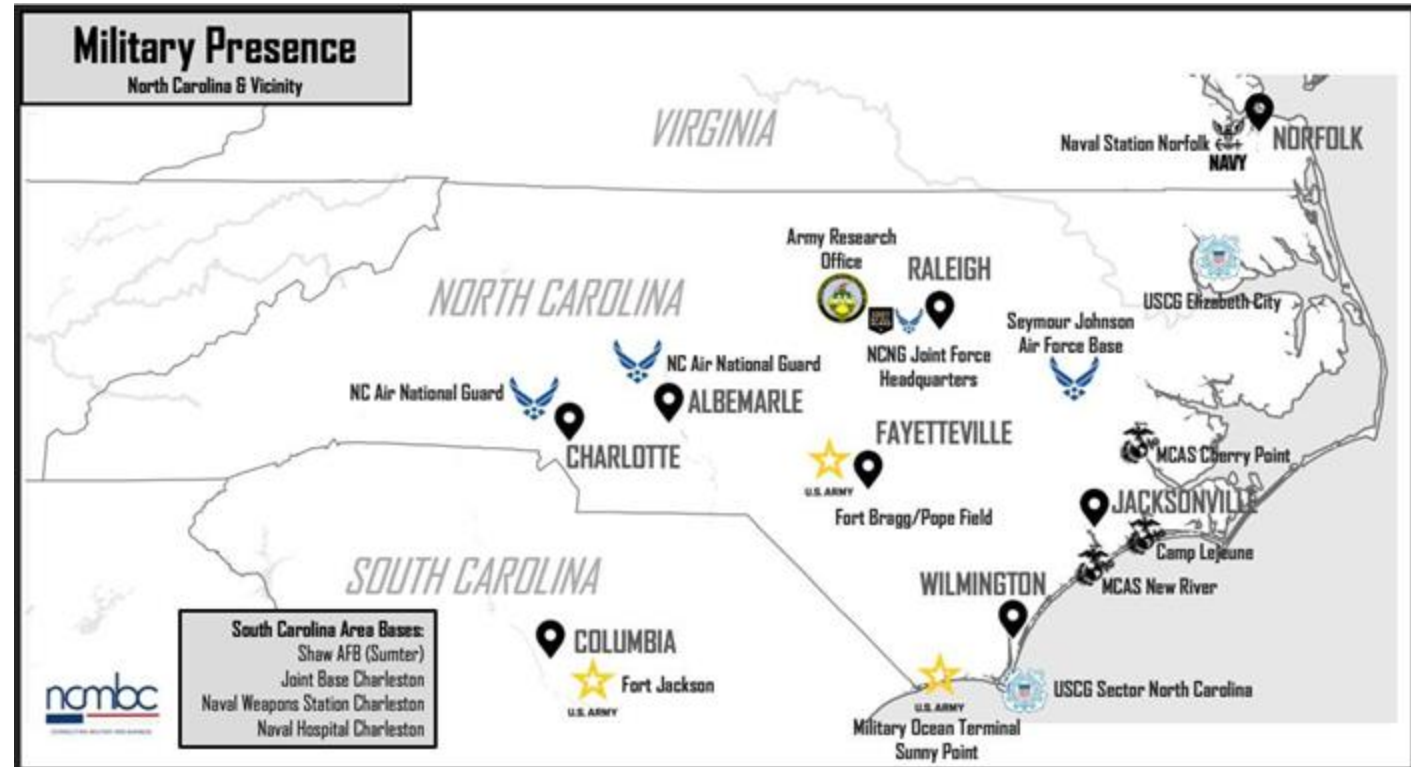 Military Presence
North Carolina & Vicinity
VIRGINIA
Naval Station Norfolk
NAVY
NORFOLK
Army Research
Office
RALEIGH
NORTH CAROLINA
USCG Elizabeth City
Seymour Johnson
Air Force Base
NCNG Joint Force
Headquarters
NC Air National Guard
NC Air National Guard
ALBEMARLE
CHARLOTTE
FAYETTEVILLE
U.S. ARMY
Fort Bragg/Pope Field
MCAS Cherry Point
JACKSONVILLE
Camp Lejeune
MCAS New River
SOUTH CAROLINA
WILMINGTON
South Carolina Area Bases:
Shaw AFB (Sumter)
Joint Base Charleston
Naval Weapons Station Charleston
Naval Hospital Charleston
COLUMBIA
Fort Jackson
U.S. ARMY
USCG Sector North Carolina
U.S. ARMY
Military Ocean Terminal
Sunny Point
ncmbc